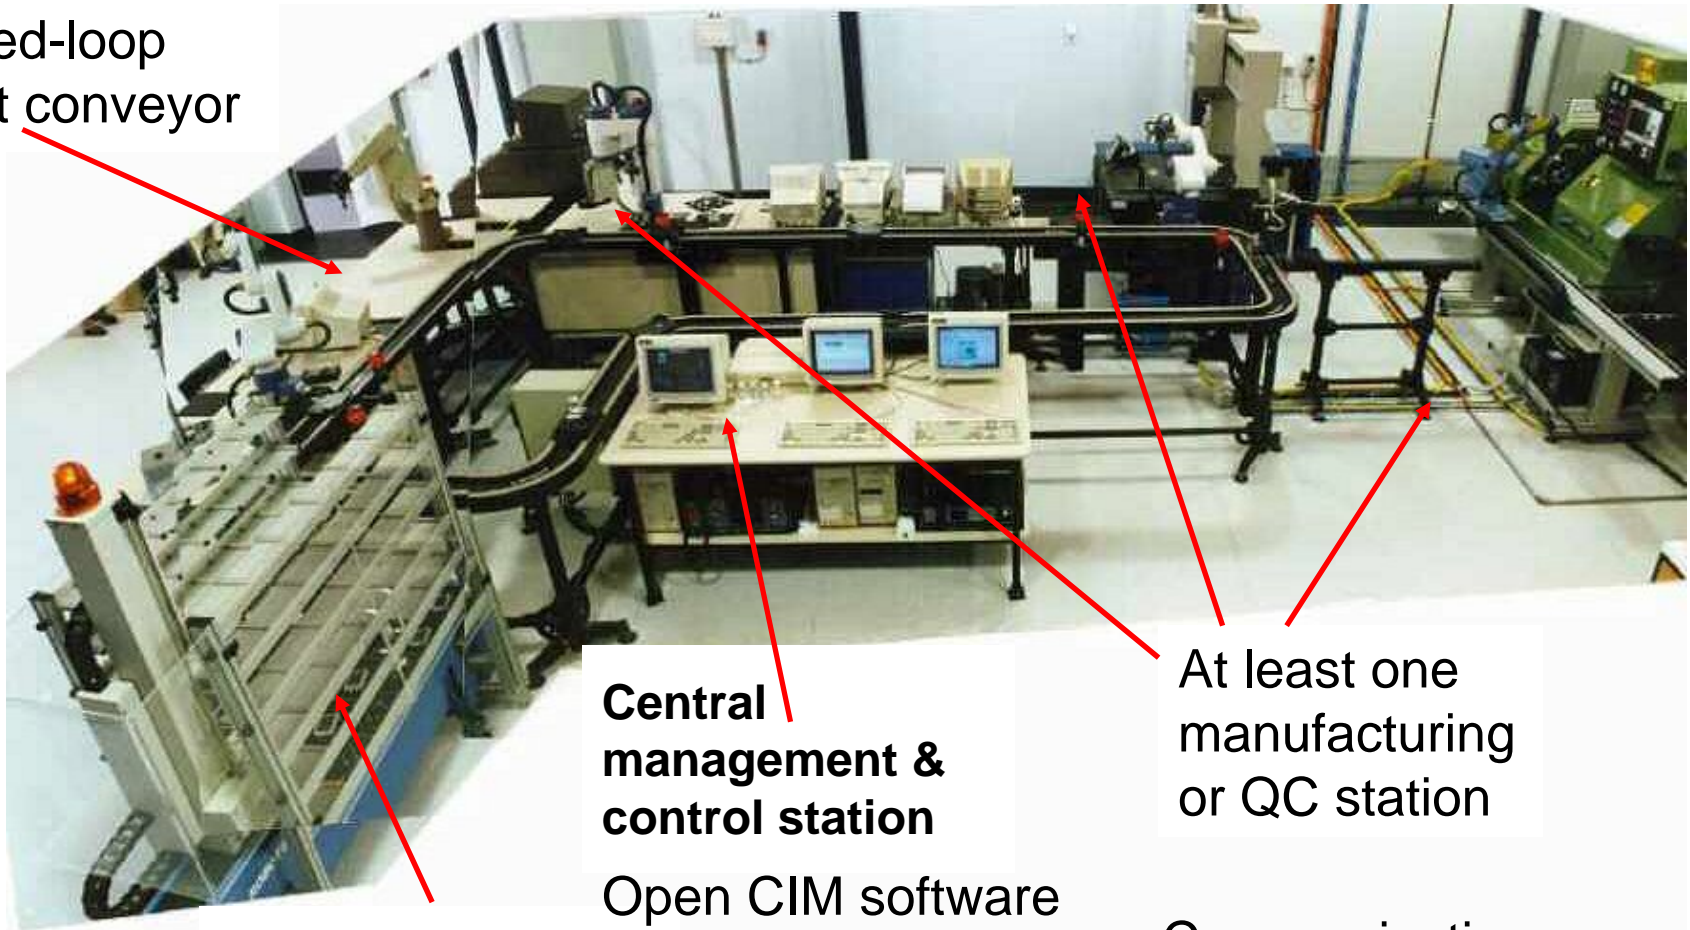 ed-loop
t conveyor
Central
management &
control station
Open CIM software
At least one
manufacturing
or QC station